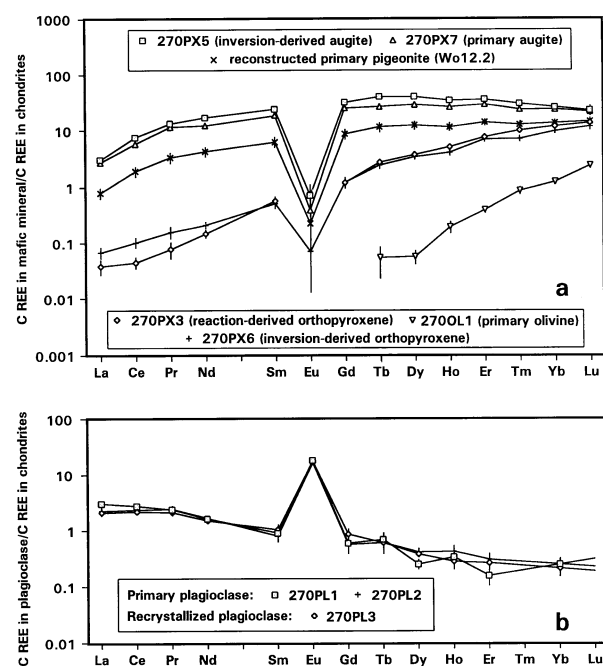 C REE in mafic mineral/C REE in chondrites
1000
100
10
1
0.1
0.01
0.001
270PX5 (inversion-derived augite) 270PX7 (primary augite)
reconstructed primary pigeonite (Wo12.2)
a
270PX3 (reaction-derived orthopyroxene) 270OL1 (primary olivine)
270PX6 (inversion-derived orthopyroxene)
La Ce Pr Nd Sm Eu Gd Tb Dy Ho Er Tm Yb Lu
C REE in plagioclase/C REE in chondrites
100
10
1
0.1
0.01
Primary plagioclase: 270PL1 270PL2
Recrystallized plagioclase: 270PL3
b
La Ce Pr Nd Sm Eu Gd Tb Dy Ho Er Tm Yb Lu